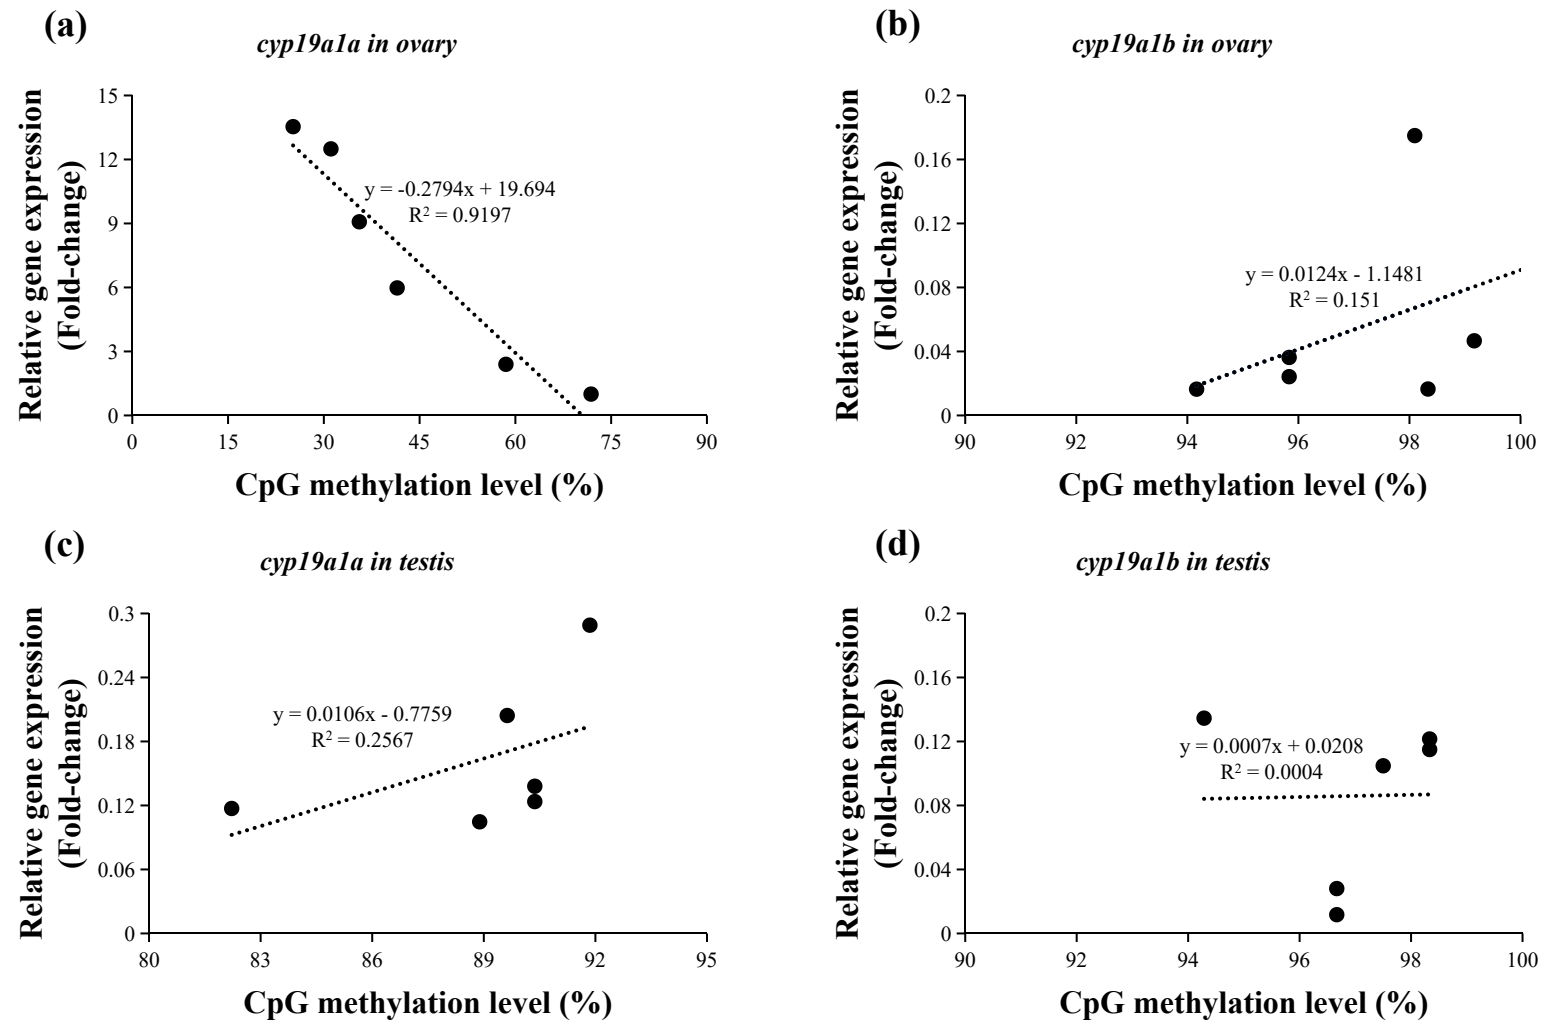 (a)
cyp19a1a in ovary
Relative gene expression
(Fold-change)
15
12
9
6
3
0
y = -0.2794x + 19.694
R² = 0.9197
0 15 30 45 60 75 90
CpG methylation level (%)
(b)
cyp19a1b in ovary
Relative gene expression
(Fold-change)
0.2
0.16
0.12
0.08
0.04
0
y = 0.0124x - 1.1481
R² = 0.151
90 92 94 96 98 100
CpG methylation level (%)
(c)
cyp19a1a in testis
Relative gene expression
(Fold-change)
0.3
0.24
0.18
0.12
0.06
0
y = 0.0106x - 0.7759
R² = 0.2567
80 83 86 89 92 95
CpG methylation level (%)
(d)
cyp19a1b in testis
Relative gene expression
(Fold-change)
0.2
0.16
0.12
0.08
0.04
0
y = 0.0007x + 0.0208
R² = 0.0004
90 92 94 96 98 100
CpG methylation level (%)